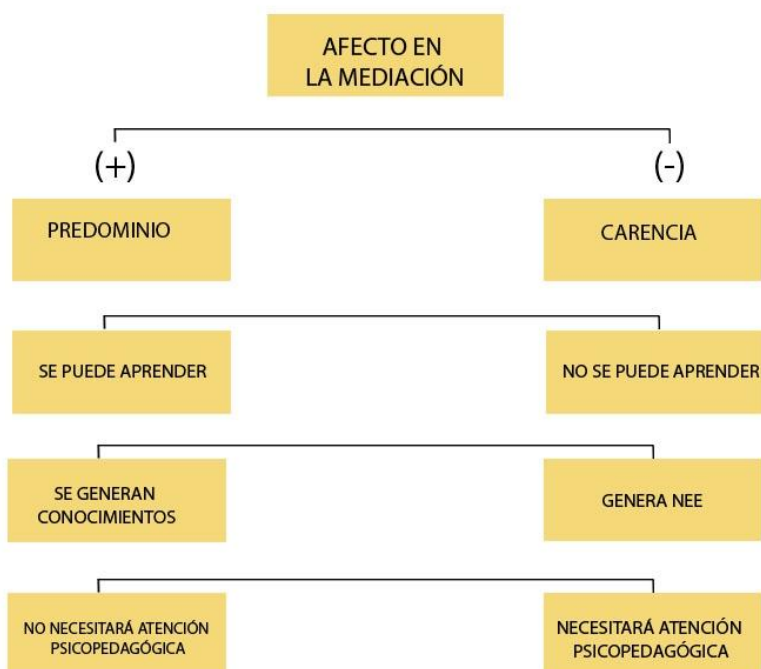 AFECTO EN
LA MEDIACIÓN
(+)
(-)
PREDOMINIO
CARENCIA
SE PUEDE APRENDER
NO SE PUEDE APRENDER
SE GENERAN
CONOCIMIENTOS
GENERA NEE
NO NECESITARÁ ATENCIÓN
PSICOPEDAGÓGICA
NECESITARÁ ATENCIÓN
PSICOPEDAGÓGICA